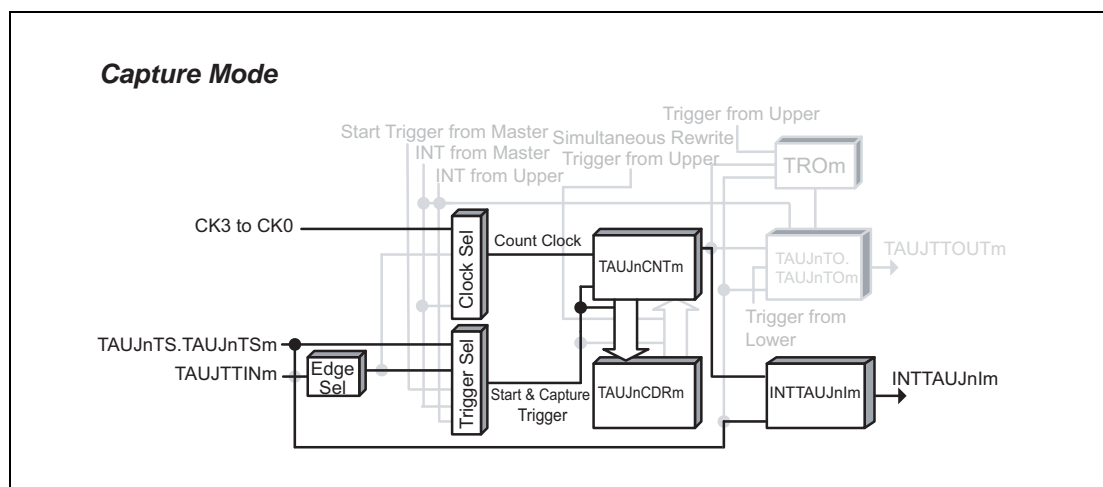 Capture Mode
Trigger from Upper
Start Trigger from Master
Simultaneous Rewrite
INT from Master
Trigger from Upper
INT from Upper
TROm
CK3 to CK0
Clock Sel
Count Clock
TAUJnCNTm
TAUJnTO.
TAUJnTOm
TAUJTTOUTm
Trigger from
Lower
TAUJnTS.TAUJnTSm
TAUJTTINm
Edge
Sel
Trigger Sel
Start & Capture
Trigger
TAUJnCDRm
INTTAUJnIm
INTTAUJnIm